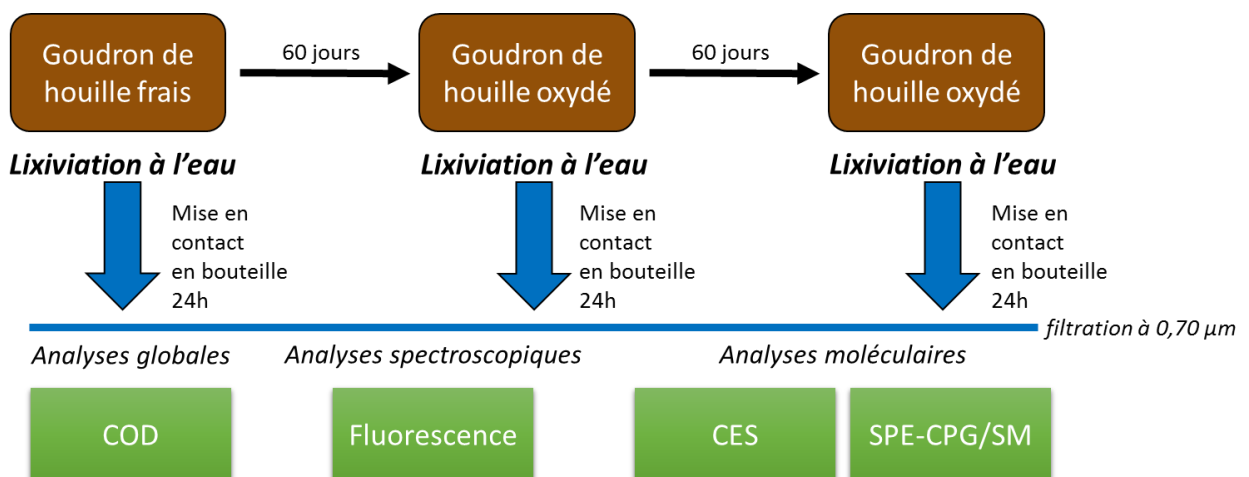 Goudron de
houille frais
60 jours
Goudron de
houille oxydé
60 jours
Goudron de
houille oxydé
Lixiviation à l'eau
Lixiviation à l'eau
Lixiviation à l'eau
Mise en
contact
en bouteille
24h
Mise en
contact
en bouteille
24h
Mise en
contact
en bouteille
24h
filtration à 0,70 µm
Analyses globales
Analyses spectroscopiques
Analyses moléculaires
COD
Fluorescence
CES
SPE-CPG/SM